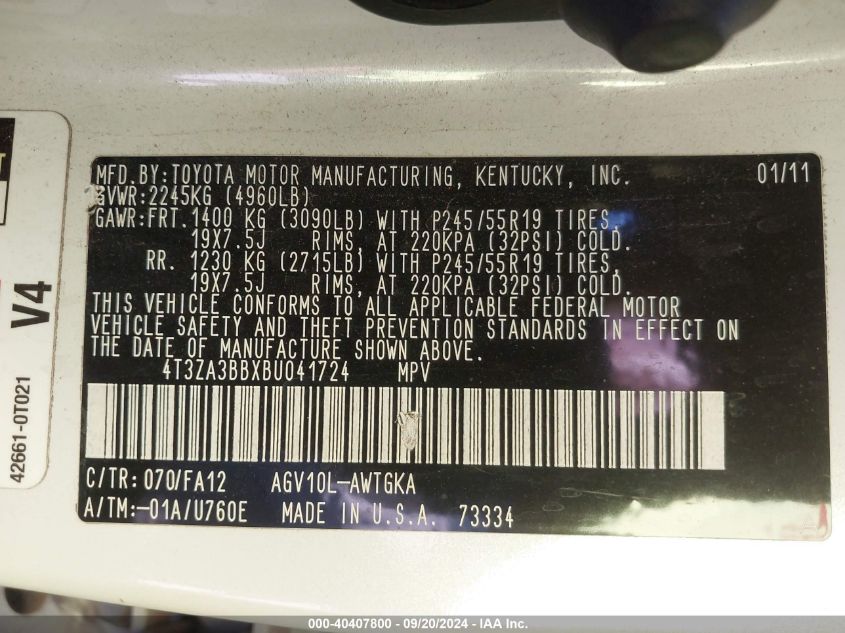 MFD.BY:TOYOTA MOTOR MANUFACTURING, KENTUCKY, INC. 01/11
GVWR:2245KG (4960LB)
GAWR:FRT. 1400 KG (3090LB) WITH P245/55R19 TIRES,
19X7.5J RIMS, AT 220KPA (32PSI) COLD.
RR. 1230 KG (2715LB) WITH P245/55R19 TIRES,
19X7.5J RIMS, AT 220KPA (32PSI) COLD.
THIS VEHICLE CONFORMS TO ALL APPLICABLE FEDERAL MOTOR
VEHICLE SAFETY AND THEFT PREVENTION STANDARDS IN EFFECT ON
THE DATE OF MANUFACTURE SHOWN ABOVE.
4T3ZA3BBXBU041724 MPV
C/TR: 070/FA12 AGV10L-AWTGKA
A/TM:-01A/U760E MADE IN U.S.A. 73334
V4
42661-0T021
000-40407800 - 09/20/2024 - IAA Inc.